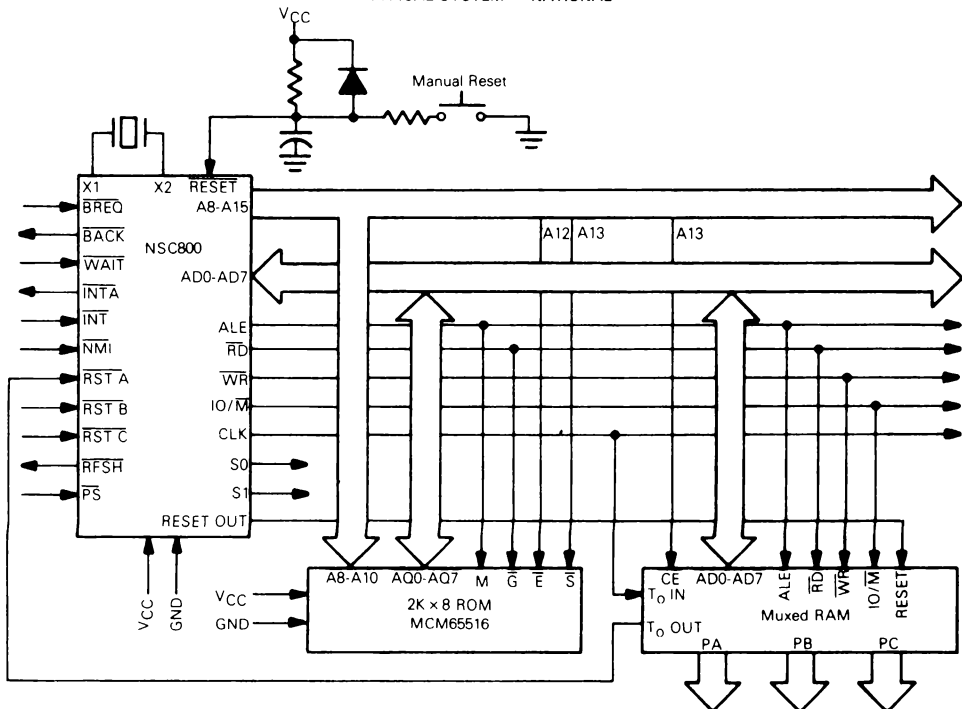 VCC
Manual Reset
X1 X2 RESET
BREQ A8-A15
BACK
NSC800
WAIT
AD0-AD7
INTA
INT
NMI
RST A
RST B
RST C
RFSH
PS
ALE
RD
WR
IO/M
CLK
S0
S1
RESET OUT
A12 A13 A13
VCC
GND
A8-A10 AQ0-AQ7 M G E S
VCC
GND
2K × 8 ROM
MCM65516
CE AD0-AD7 ALE RD WR IO/M RESET
TO IN
TO OUT
Muxed RAM
PA PB PC